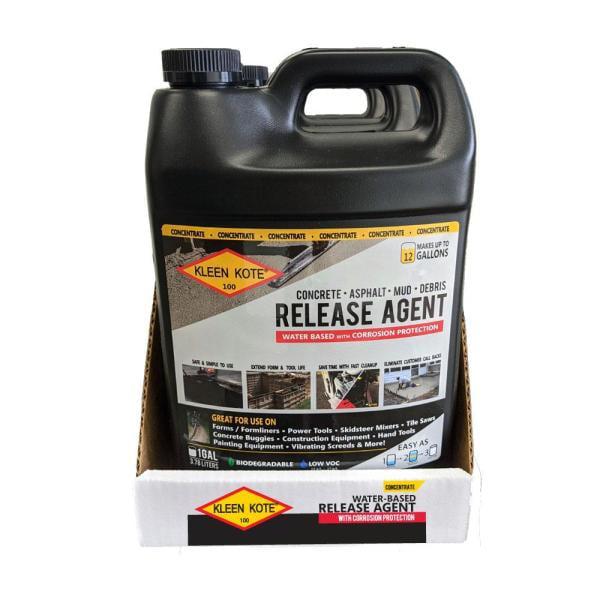 CONCENTRATE • CONCENTRATE • CONCENTRATE • CONCENTRATE • CONCENTRATE • CONCENTRATE
KLEEN KOTE
100
12
MAKES UP TO
GALLONS
CONCRETE • ASPHALT • MUD • DEBRIS
RELEASE AGENT
WATER BASED WITH CORROSION PROTECTION
SAFE & SIMPLE TO USE
EXTEND FORM & TOOL LIFE
SAVE TIME WITH FAST CLEANUP
ELIMINATE CUSTOMER CALL BACKS
GREAT FOR USE ON
Forms / Formliners • Power Tools • Skidsteer Mixers • Tile Saws
Concrete Buggies • Construction Equipment • Hand Tools
Painting Equipment • Vibrating Screeds & More!
EASY AS
1 2 3
1GAL
3.78 LITERS
BIODEGRADABLE
LOW VOC
KLEEN KOTE
100
CONCENTRATE
WATER-BASED
RELEASE AGENT
WITH CORROSION PROTECTION